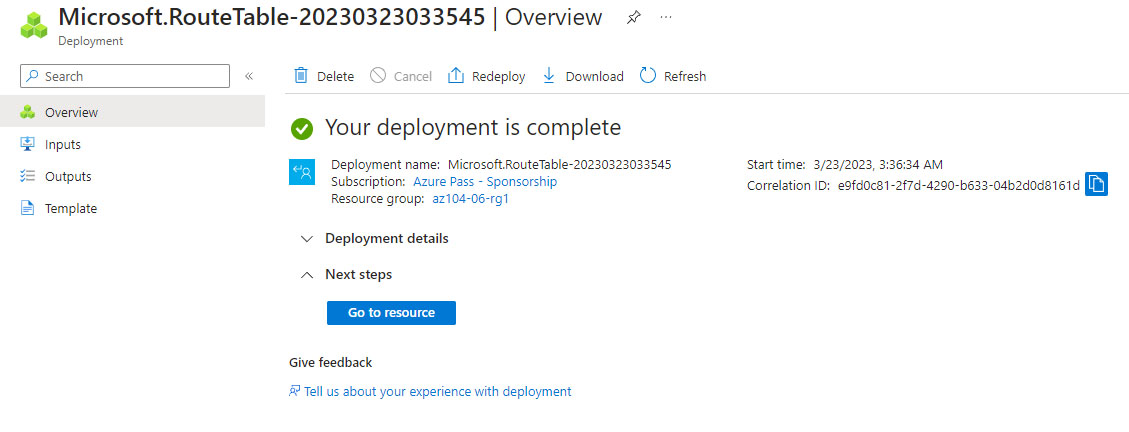 Microsoft.RouteTable-20230323033545 | Overview
Deployment
Search
Delete Cancel Redeploy Download Refresh
Overview
Inputs
Outputs
Template
Your deployment is complete
Deployment name: Microsoft.RouteTable-20230323033545
Subscription: Azure Pass - Sponsorship
Resource group: az104-06-rg1
Start time: 3/23/2023, 3:36:34 AM
Correlation ID: e9fd0c81-2f7d-4290-b633-04b2d0d8161d
Deployment details
Next steps
Go to resource
Give feedback
Tell us about your experience with deployment